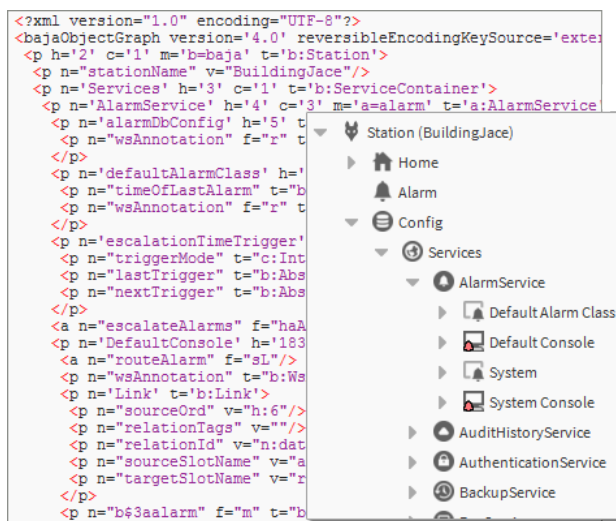 <?xml version="1.0" encoding="UTF-8"?>
<bajaObjectGraph version='4.0' reversibleEncodingKeySource='exter
<p h='2' c='1' m='b=baja' t='b:Station'>
<p n="stationName" v="BuildingJace"/>
<p n='Services' h='3' c='1' t='b:ServiceContainer'>
<p n='AlarmService' h='4' c='3' m='a=alarm' t='a:AlarmService'
<p n='alarmDbConfig' h='5' t
<p n="wsAnnotation" f="r" t
</p>
<p n='defaultAlarmClass' h='
<p n="timeOfLastAlarm" t="b
<p n="wsAnnotation" f="r" t
</p>
<p n='escalationTimeTrigger'
<p n="triggerMode" t="c:Int
<p n="lastTrigger" t="b:Abs
<p n="nextTrigger" t="b:Abs
</p>
<a n="escalateAlarms" f="haA
<p n='DefaultConsole' h='183
<a n="routeAlarm" f="sL"/>
<p n="wsAnnotation" t="b:Ws
<p n='Link' t='b:Link'>
<p n="sourceOrd" v="h:6"/>
<p n="relationTags" v=""/>
<p n="relationId" v="n:dat
<p n="sourceSlotName" v="a
<p n="targetSlotName" v="r
</p>
<p n="b$3aalarm" f="m" t="b
Station (BuildingJace)
Home
Alarm
Config
Services
AlarmService
Default Alarm Class
Default Console
System
System Console
AuditHistoryService
AuthenticationService
BackupService